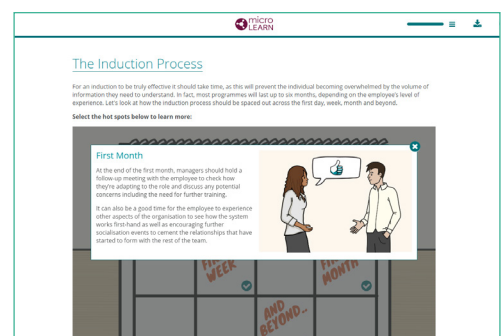 micro
LEARN
The Induction Process
For an induction to be truly effective it should take time, as this will prevent the individual becoming overwhelmed by the volume of
information they need to understand. In fact, most programmes will last up to six months, depending on the employee's level of
experience. Let's look at how the induction process should be spaced out across the first day, week, month and beyond.
Select the hot spots below to learn more:
First Month
At the end of the first month, managers should hold a
follow-up meeting with the employee to check how
they're adapting to the role and discuss any potential
concerns including the need for further training.
It can also be a good time for the employee to experience
other aspects of the organisation to see how the system
works first-hand as well as encouraging further
socialisation events to cement the relationships that have
started to form with the rest of the team.
WEEK
MONTH
AND
BEYOND..